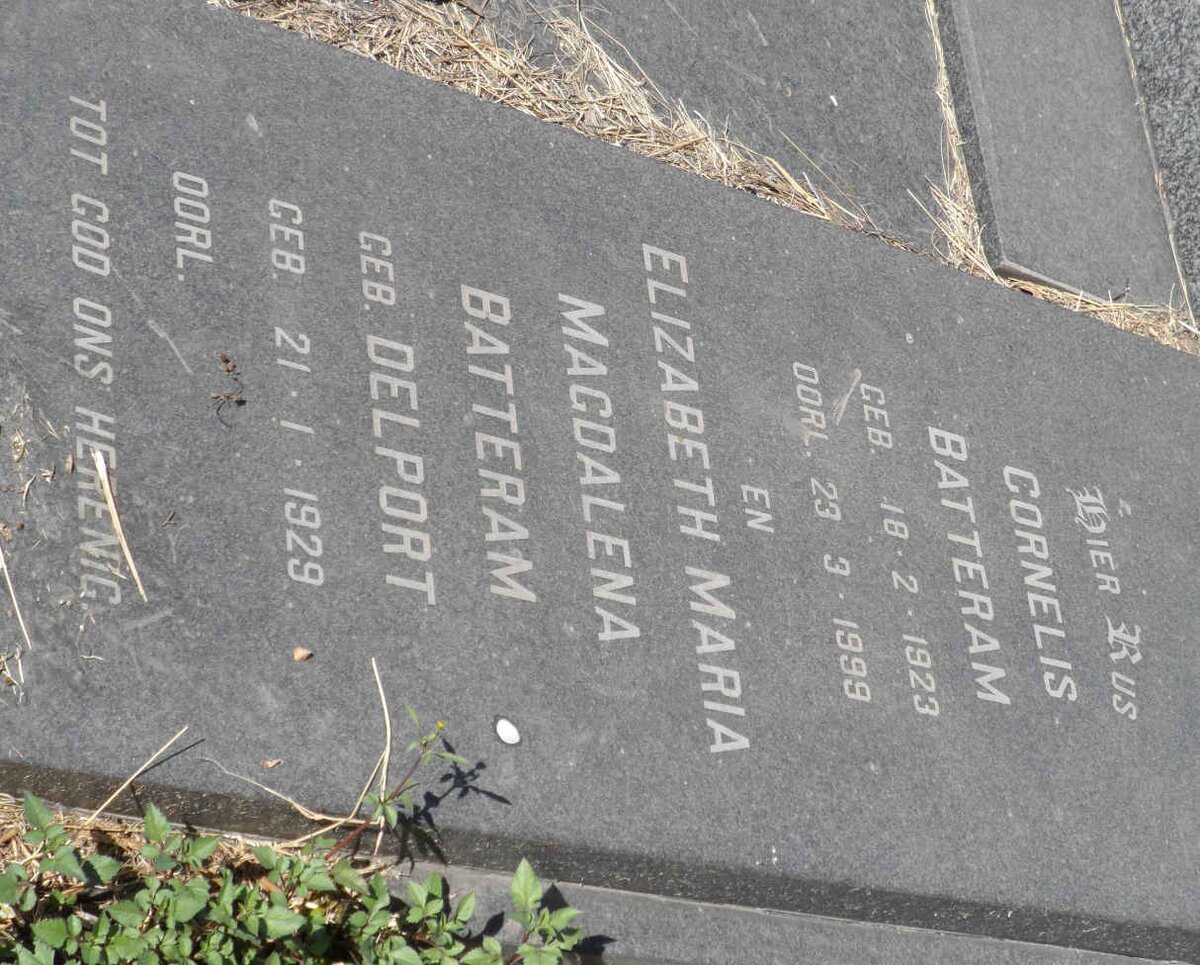 HIER RUS
CORNELIS
BATTERAM
GEB. 18·2·1923
OORL. 23 3·1999
EN
ELIZABETH MARIA
MAGDALENA
BATTERAM
GEB. DELPORT
GEB. 21·1·1929
OORL.
TOT GOD ONS HERENIG.